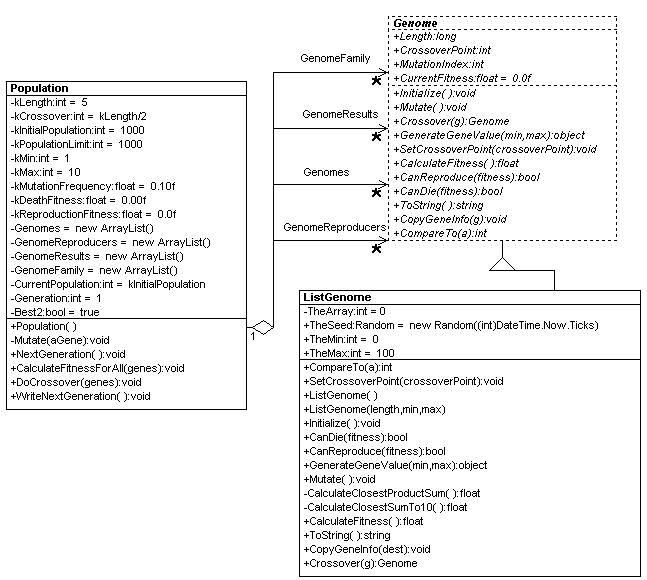 Population
-kLength:int = 5
-kCrossover:int = kLength/2
-kInitialPopulation:int = 1000
-kPopulationLimit:int = 1000
-kMin:int = 1
-kMax:int = 10
-kMutationFrequency:float = 0.10f
-kDeathFitness:float = 0.00f
-kReproductionFitness:float = 0.0f
-Genomes = new ArrayList()
-GenomeReproducers = new ArrayList()
-GenomeResults = new ArrayList()
-GenomeFamily = new ArrayList()
-CurrentPopulation:int = kInitialPopulation
-Generation:int = 1
-Best2:bool = true
+Population( )
-Mutate(aGene):void
+NextGeneration( ):void
+CalculateFitnessForAll(genes):void
+DoCrossover(genes):void
+WriteNextGeneration( ):void
1
GenomeFamily
*
GenomeResults
*
Genomes
*
GenomeReproducers
*
Genome
+Length:long
+CrossoverPoint:int
+MutationIndex:int
+CurrentFitness:float = 0.0f
+Initialize( ):void
+Mutate( ):void
+Crossover(g):Genome
+GenerateGeneValue(min,max):object
+SetCrossoverPoint(crossoverPoint):void
+CalculateFitness( ):float
+CanReproduce(fitness):bool
+CanDie(fitness):bool
+ToString( ):string
+CopyGeneInfo(g):void
+CompareTo(a):int
ListGenome
-TheArray:int = 0
+TheSeed:Random = new Random((int)DateTime.Now.Ticks)
+TheMin:int = 0
+TheMax:int = 100
+CompareTo(a):int
+SetCrossoverPoint(crossoverPoint):void
+ListGenome( )
+ListGenome(length,min,max)
+Initialize( ):void
+CanDie(fitness):bool
+CanReproduce(fitness):bool
+GenerateGeneValue(min,max):object
+Mutate( ):void
-CalculateClosestProductSum( ):float
-CalculateClosestSumTo10( ):float
+CalculateFitness( ):float
+ToString( ):string
+CopyGeneInfo(dest):void
+Crossover(g):Genome